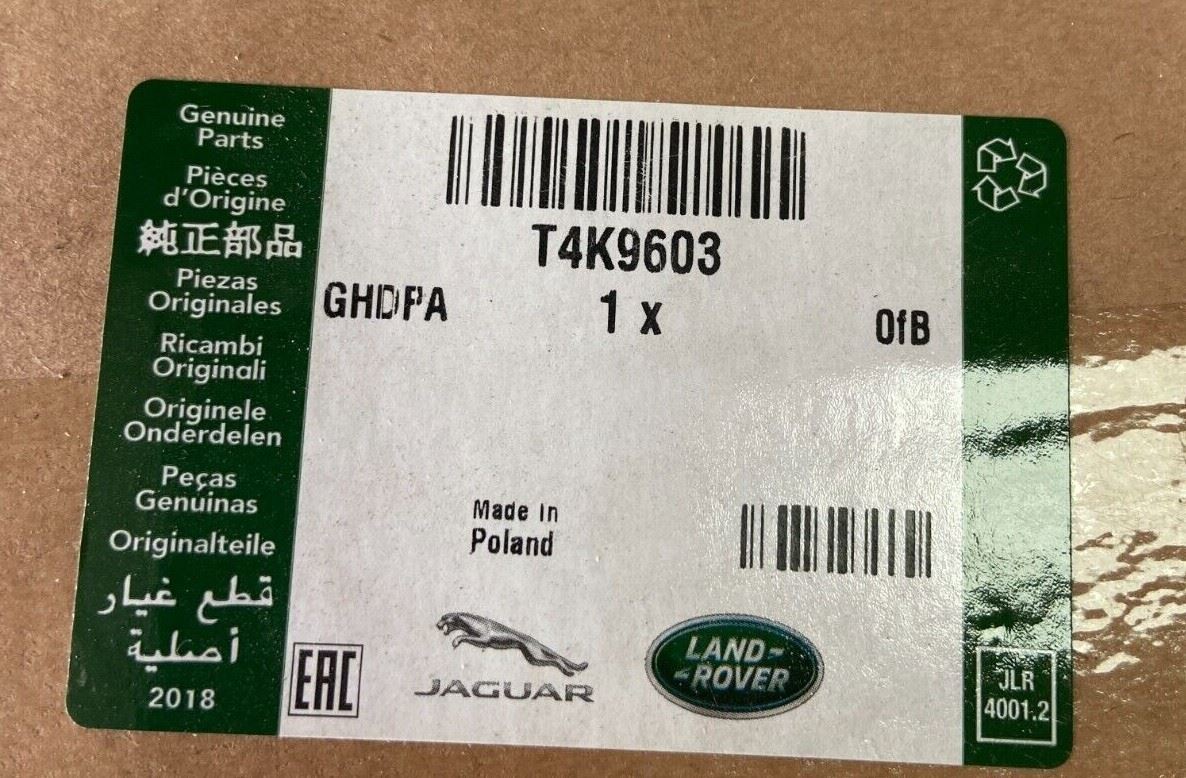 Genuine
Parts
Pièces
d'Origine
純正部品
Piezas
Originales
Ricambi
Originali
Originele
Onderdelen
Peças
Genuinas
Originalteile
قطع غيار
أصلية
2018
T4K9603
GHDPA
1 x
OfB
Made in
Poland
EAC
JAGUAR
LAND-
-ROVER
JLR
4001.2